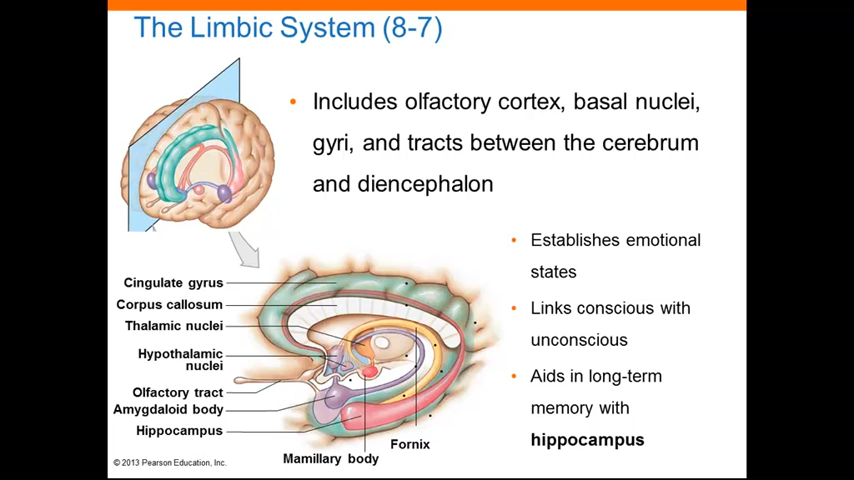 The Limbic System (8-7)
• Includes olfactory cortex, basal nuclei,
gyri, and tracts between the cerebrum
and diencephalon
• Establishes emotional
states
• Links conscious with
unconscious
• Aids in long-term
memory with
hippocampus
Cingulate gyrus
Corpus callosum
Thalamic nuclei
Hypothalamic
nuclei
Olfactory tract
Amygdaloid body
Hippocampus
Fornix
Mamillary body
© 2013 Pearson Education, Inc.